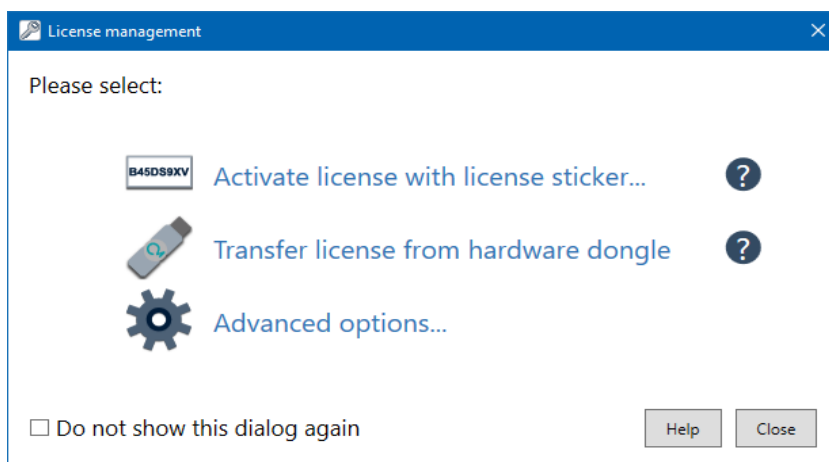 License management
Please select:
B45DS9XV
Activate license with license sticker...
?
Transfer license from hardware dongle
?
Advanced options...
Do not show this dialog again
Help
Close